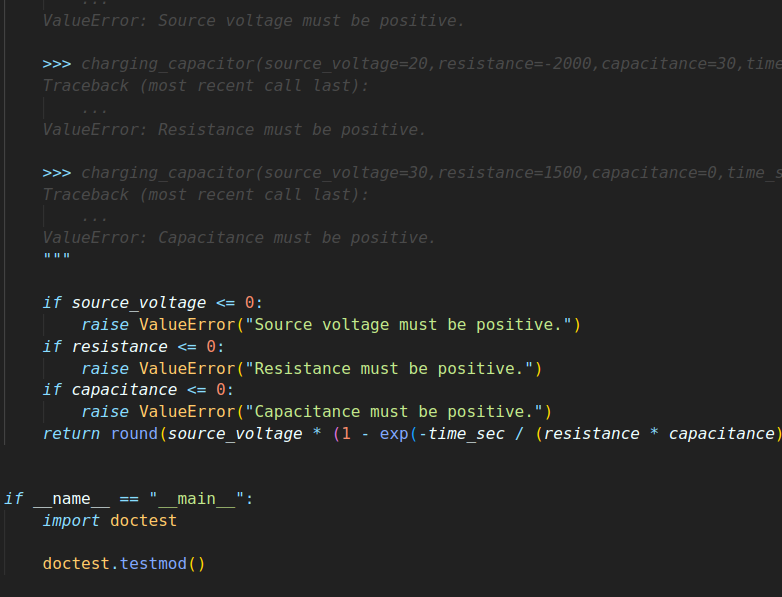 ...
ValueError: Source voltage must be positive.
>>> charging_capacitor(source_voltage=20,resistance=-2000,capacitance=30,time
Traceback (most recent call last):
...
ValueError: Resistance must be positive.
>>> charging_capacitor(source_voltage=30,resistance=1500,capacitance=0,time_s
Traceback (most recent call last):
...
ValueError: Capacitance must be positive.
"""
if source_voltage <= 0:
raise ValueError("Source voltage must be positive.")
if resistance <= 0:
raise ValueError("Resistance must be positive.")
if capacitance <= 0:
raise ValueError("Capacitance must be positive.")
return round(source_voltage * (1 - exp(-time_sec / (resistance * capacitance)
if __name__ == "__main__":
import doctest
doctest.testmod()